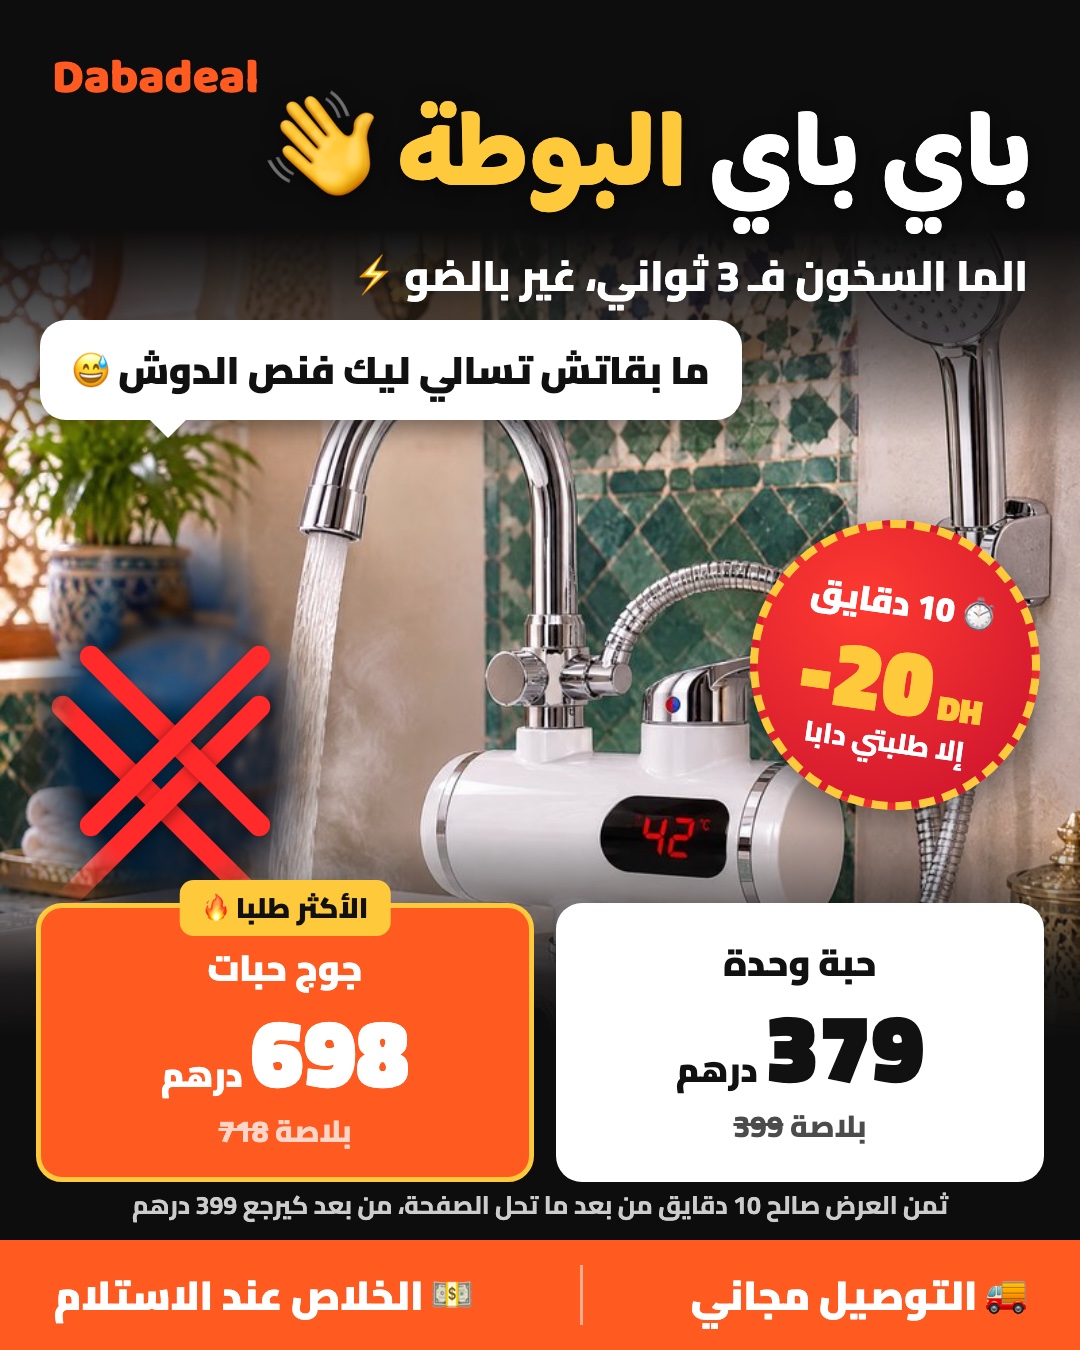 Dabadeal
باي باي البوطة 👋
الما السخون فـ 3 ثواني، غير بالضو ⚡
ما بقاتش تسالي ليك فنص الدوش 😅
⏱️ 10 دقايق
-20 DH
إلا طلبتي دابا
42 °C
حبة وحدة
379 درهم
بلاصة 399
الأكثر طلبا 🔥
جوج حبات
698 درهم
بلاصة 718
ثمن العرض صالح 10 دقايق من بعد ما تحل الصفحة، من بعد كيرجع 399 درهم
🚚 التوصيل مجاني
💵 الخلاص عند الاستلام